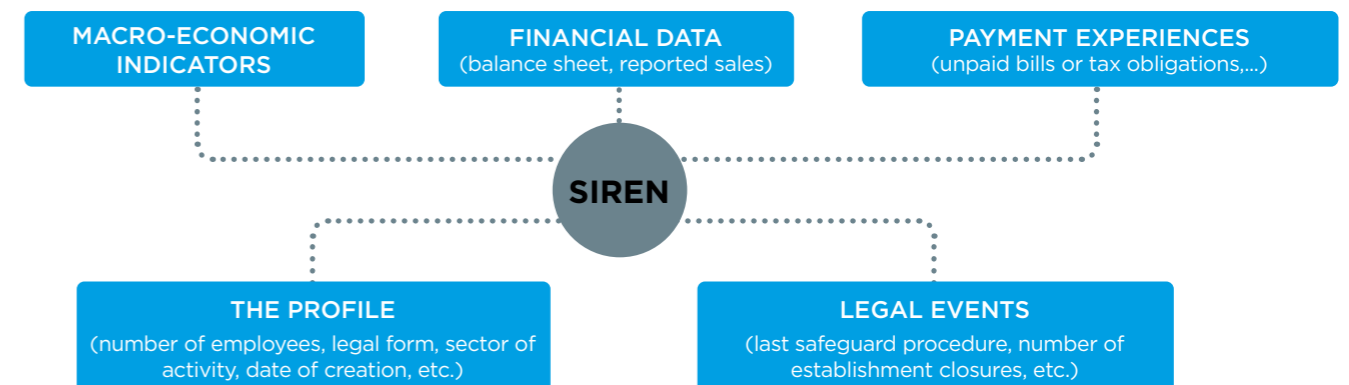 MACRO-ECONOMIC
INDICATORS
FINANCIAL DATA
(balance sheet, reported sales)
PAYMENT EXPERIENCES
(unpaid bills or tax obligations,...)
SIREN
THE PROFILE
(number of employees, legal form, sector of
activity, date of creation, etc.)
LEGAL EVENTS
(last safeguard procedure, number of
establishment closures, etc.)